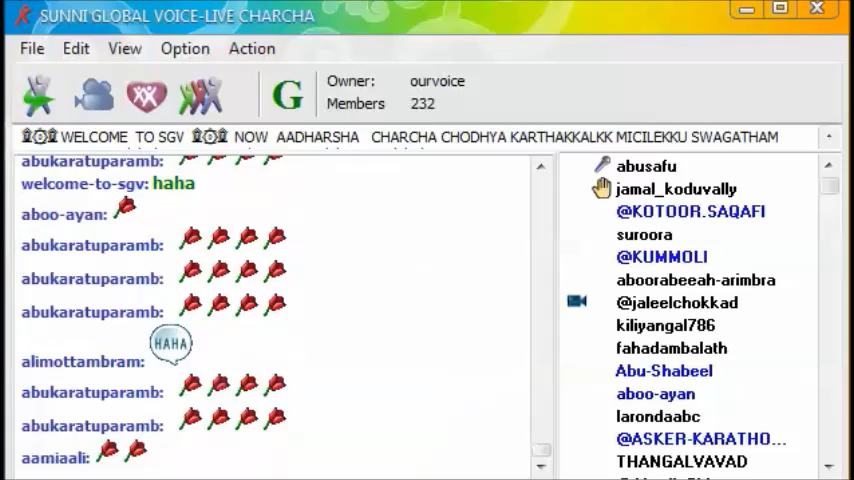 SUNNI GLOBAL VOICE-LIVE CHARCHA
File Edit View Option Action
G
Owner: ourvoice
Members 232
WELCOME TO SGV NOW AADHARSHA CHARCHA CHODHYA KARTHAKKALKK MICILEKKU SWAGATHAM
abukaratuparamb:
welcome-to-sgv: haha
aboo-ayan:
abukaratuparamb:
abukaratuparamb:
abukaratuparamb:
HAHA
alimottambram:
abukaratuparamb:
abukaratuparamb:
aamiaali:
abusafu
jamal_koduvally
@KOTOOR.SAQAFI
suroora
@KUMMOLI
aboorabeeah-arimbra
@jaleelchokkad
kiliyangal786
fahadambalath
Abu-Shabeel
aboo-ayan
larondaabc
@ASKER-KARATHO...
THANGALVAVAD